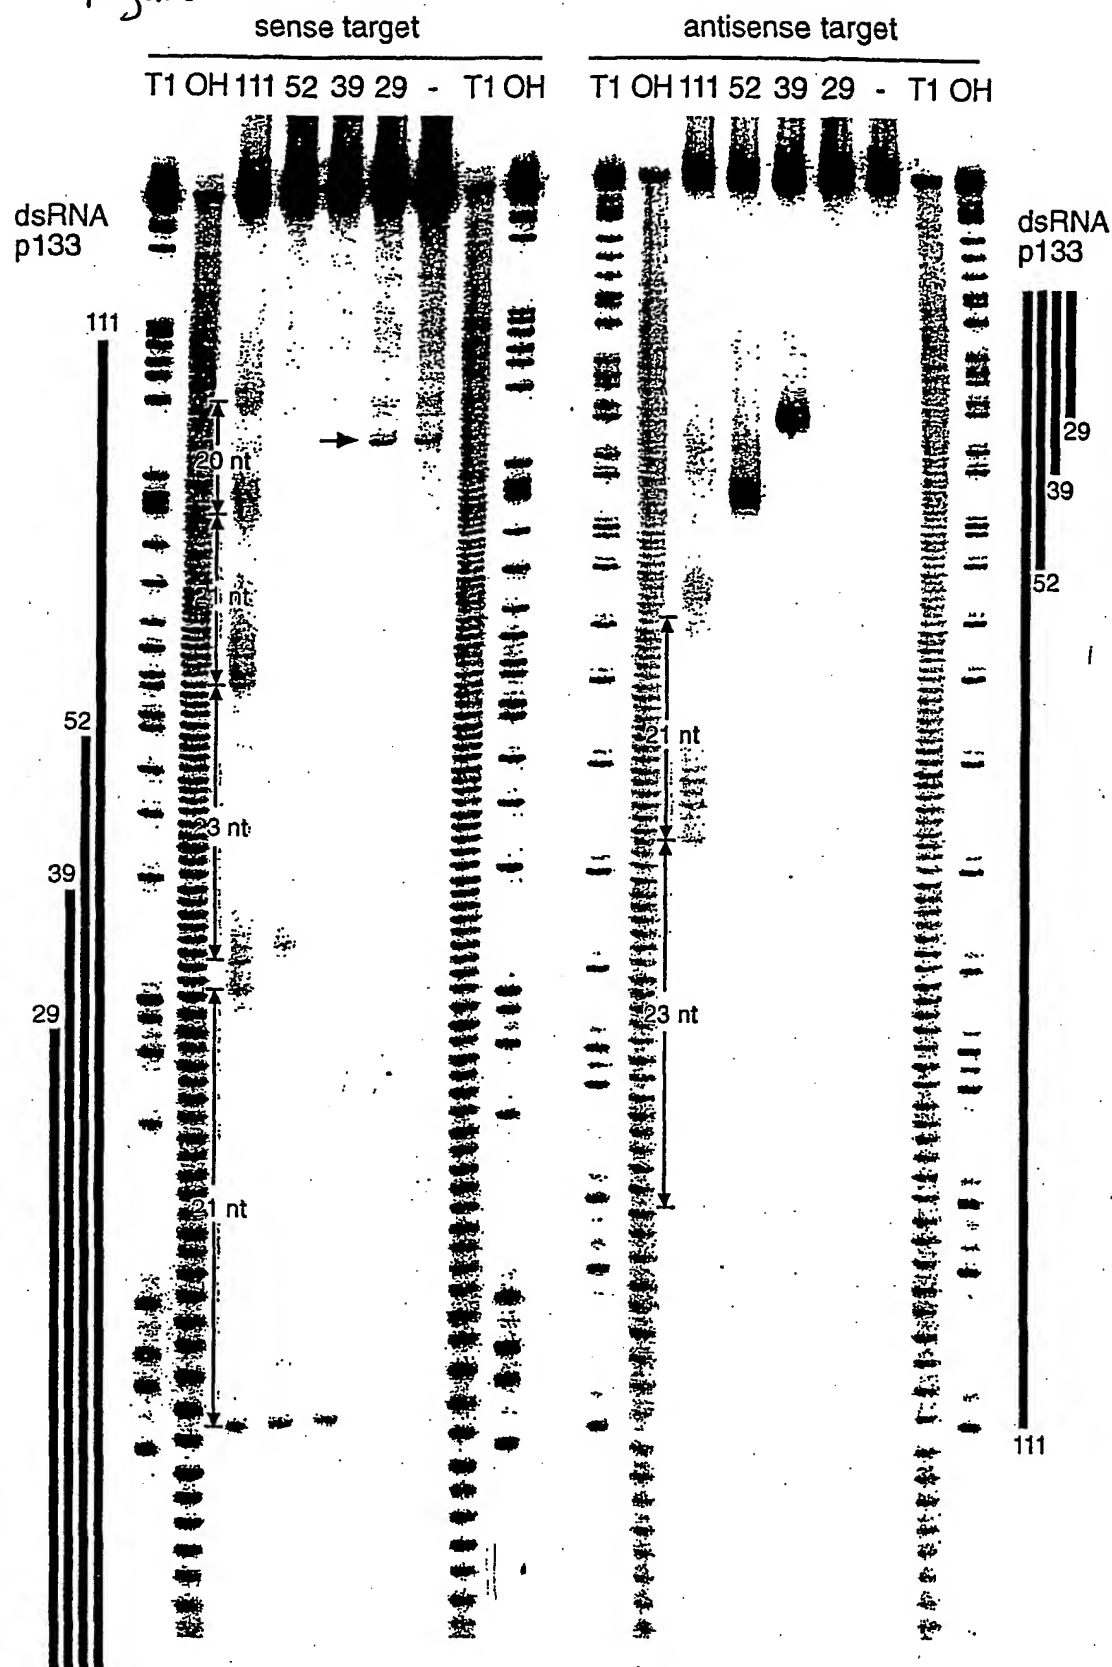 sense target
antisense target
T1 OH 111 52 39 29 - T1 OH
T1 OH 111 52 39 29 - T1 OH
dsRNA
p133
dsRNA
p133
111
20 nt
29
39
21 nt
52
52
21 nt
23 nt
39
29
23 nt
21 nt
111